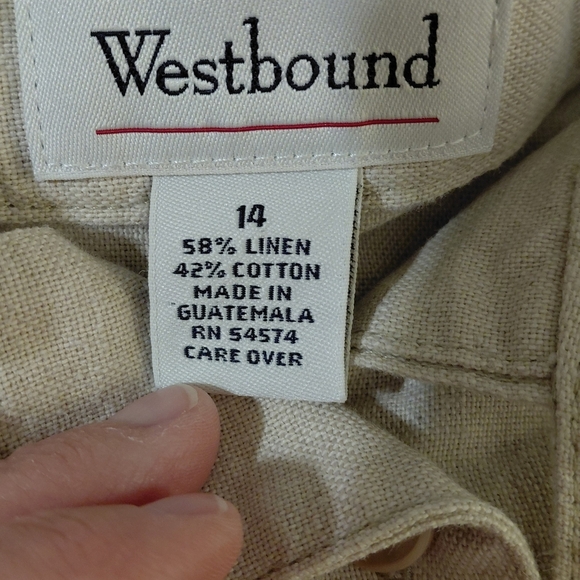 Westbound
14
58% LINEN
42% COTTON
MADE IN
GUATEMALA
RN 54574
CARE OVER